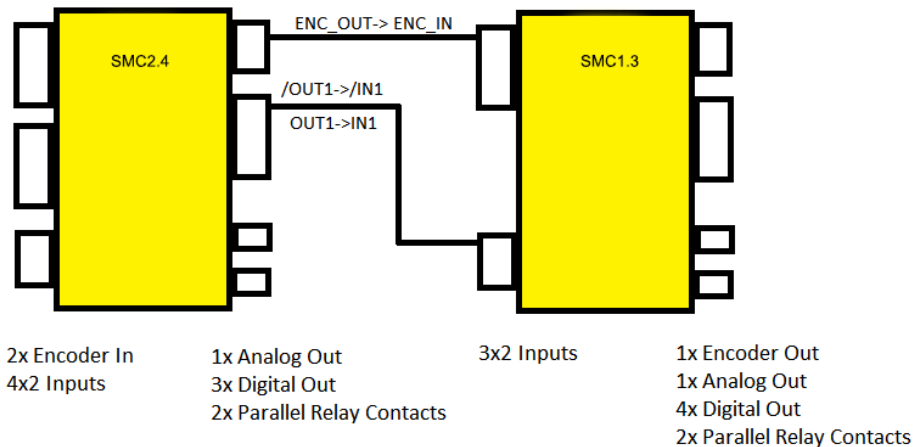 ENC_OUT-> ENC_IN
SMC2.4
SMC1.3
/OUT1->/IN1
OUT1->IN1
2x Encoder In
4x2 Inputs
1x Analog Out
3x Digital Out
2x Parallel Relay Contacts
3x2 Inputs
1x Encoder Out
1x Analog Out
4x Digital Out
2x Parallel Relay Contacts